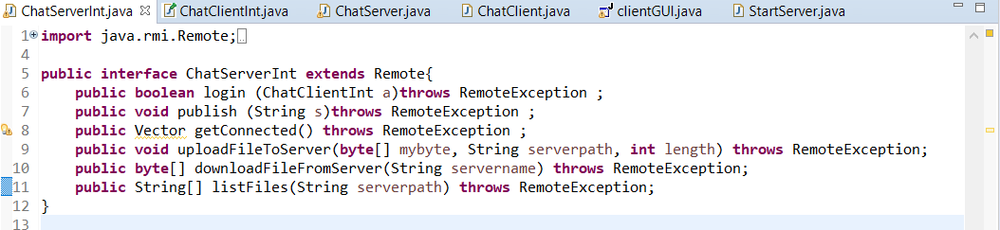 ChatServerInt.java ChatClientInt.java ChatServer.java ChatClient.java clientGUI.java StartServer.java
1 import java.rmi.Remote;
4
5 public interface ChatServerInt extends Remote{
6 public boolean login (ChatClientInt a)throws RemoteException ;
7 public void publish (String s)throws RemoteException ;
8 public Vector getConnected() throws RemoteException ;
9 public void uploadFileToServer(byte[] mybyte, String serverpath, int length) throws RemoteException;
10 public byte[] downloadFileFromServer(String servername) throws RemoteException;
11 public String[] listFiles(String serverpath) throws RemoteException;
12 }
13